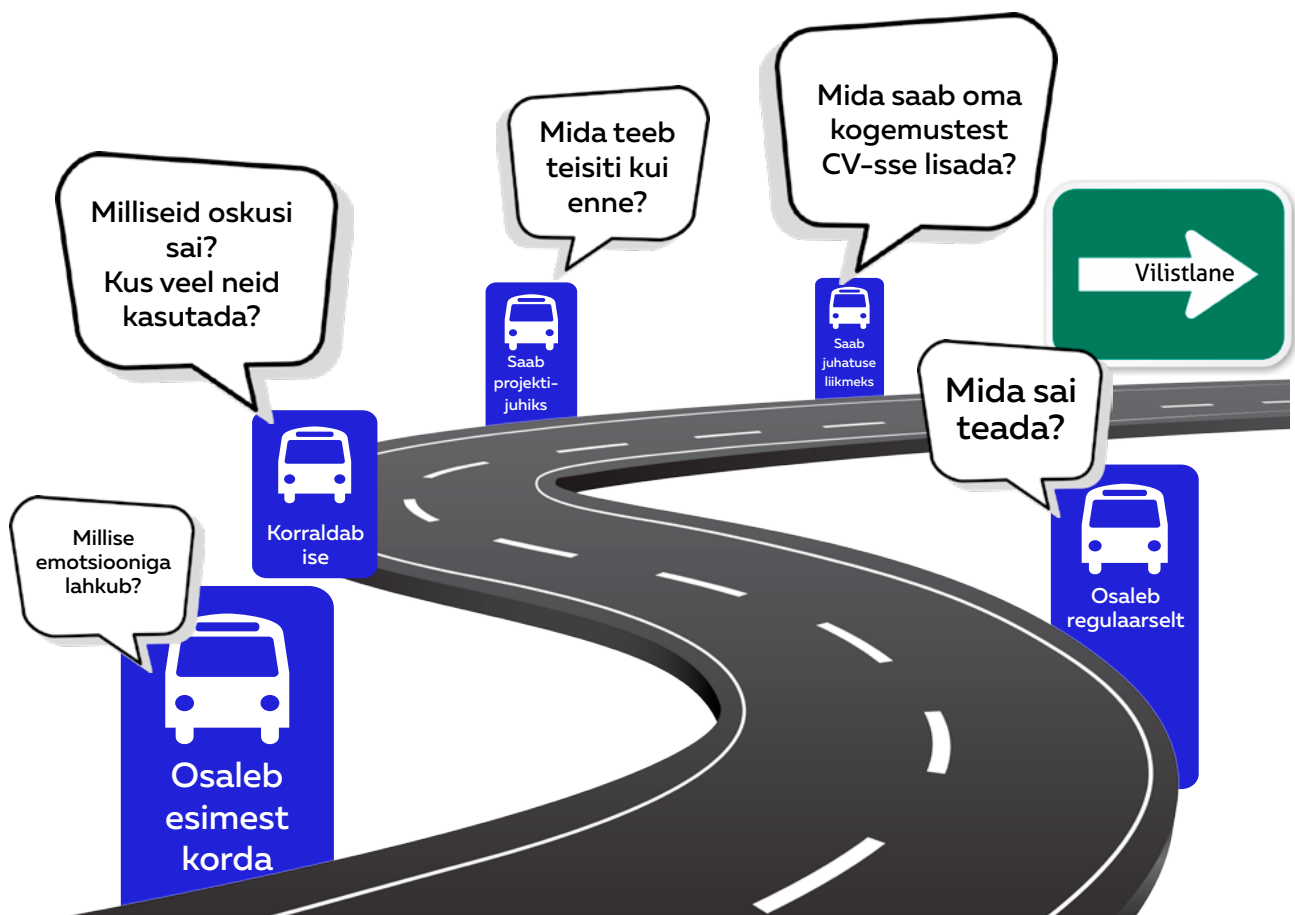 Mida saab oma
kogemustest
CV-sse lisada?
Mida teeb
teisiti kui
enne?
Milliseid oskusi
sai?
Kus veel neid
kasutada?
Vilistlane
Saab
projekti-
juhiks
Saab
juhatuse
liikmeks
Mida sai
teada?
Korraldab
ise
Millise
emotsiooniga
lahkub?
Osaleb
regulaarselt
Osaleb
esimest
korda